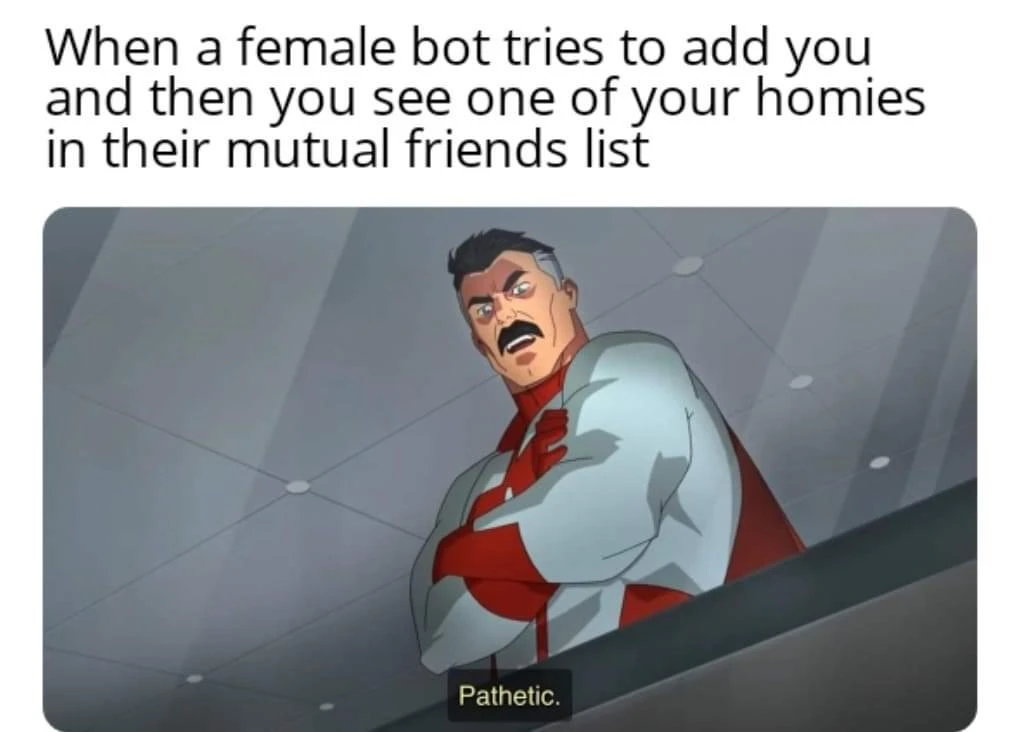 When a female bot tries to add you
and then you see one of your homies
in their mutual friends list
Pathetic.